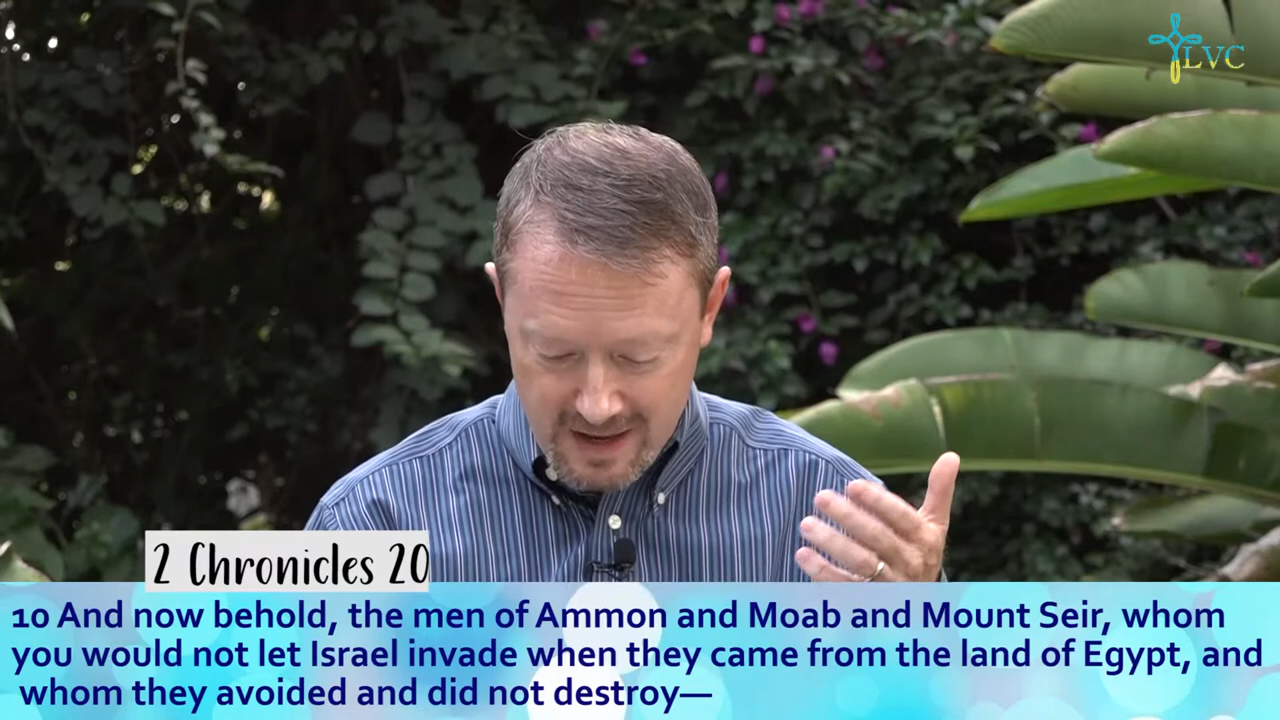 LVC
2 Chronicles 20
10 And now behold, the men of Ammon and Moab and Mount Seir, whom
you would not let Israel invade when they came from the land of Egypt, and
whom they avoided and did not destroy—